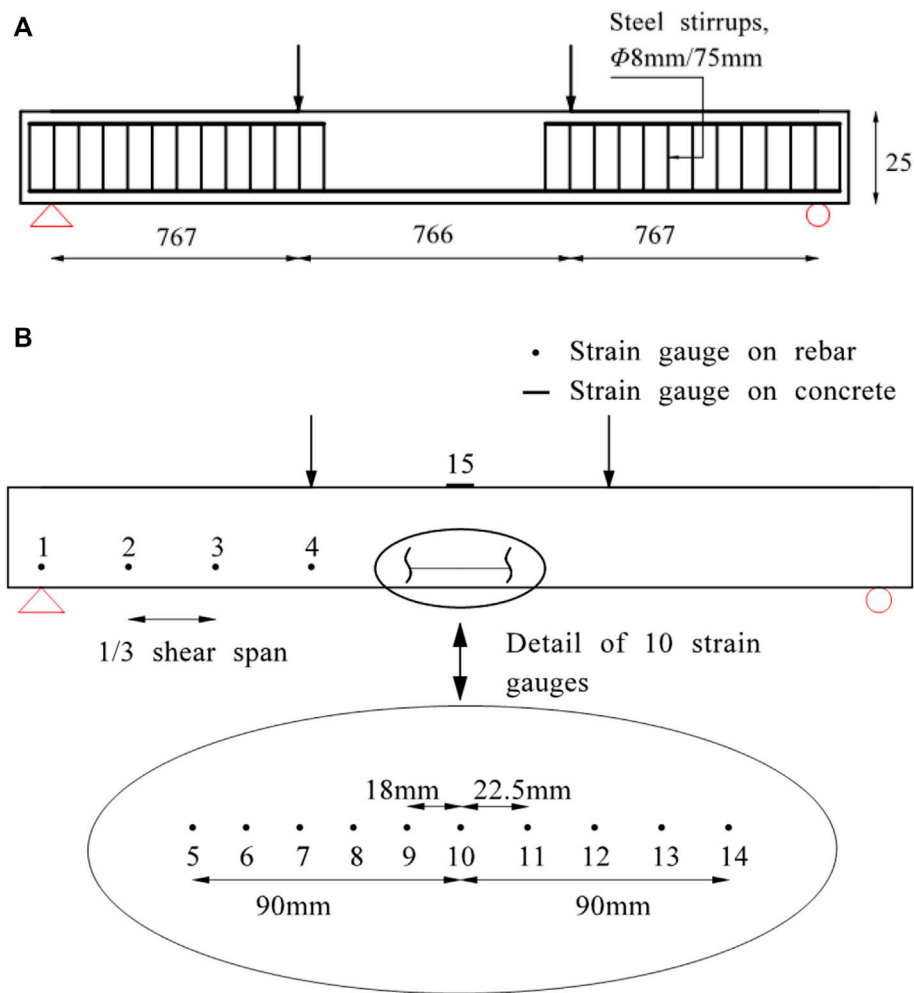 A
Steel stirrups,
Φ8mm/75mm
25
767
766
767
B
• Strain gauge on rebar
— Strain gauge on concrete
15
1
2
3
4
1/3 shear span
Detail of 10 strain
gauges
18mm
22.5mm
5
6
7
8
9
10
11
12
13
14
90mm
90mm